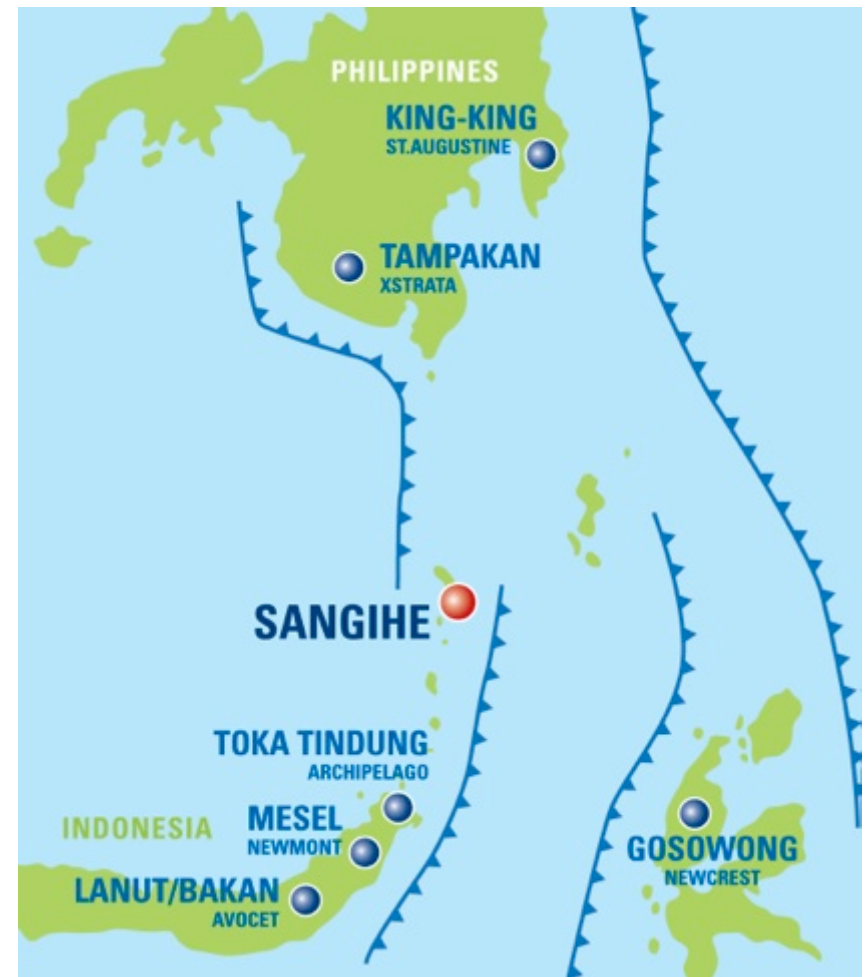 PHILIPPINES
KING-KING
ST.AUGUSTINE
TAMPAKAN
XSTRATA
SANGIHE
TOKA TINDUNG
ARCHIPELAGO
INDONESIA
MESEL
NEWMONT
GOSOWONG
NEWCREST
LANUT/BAKAN
AVOCET